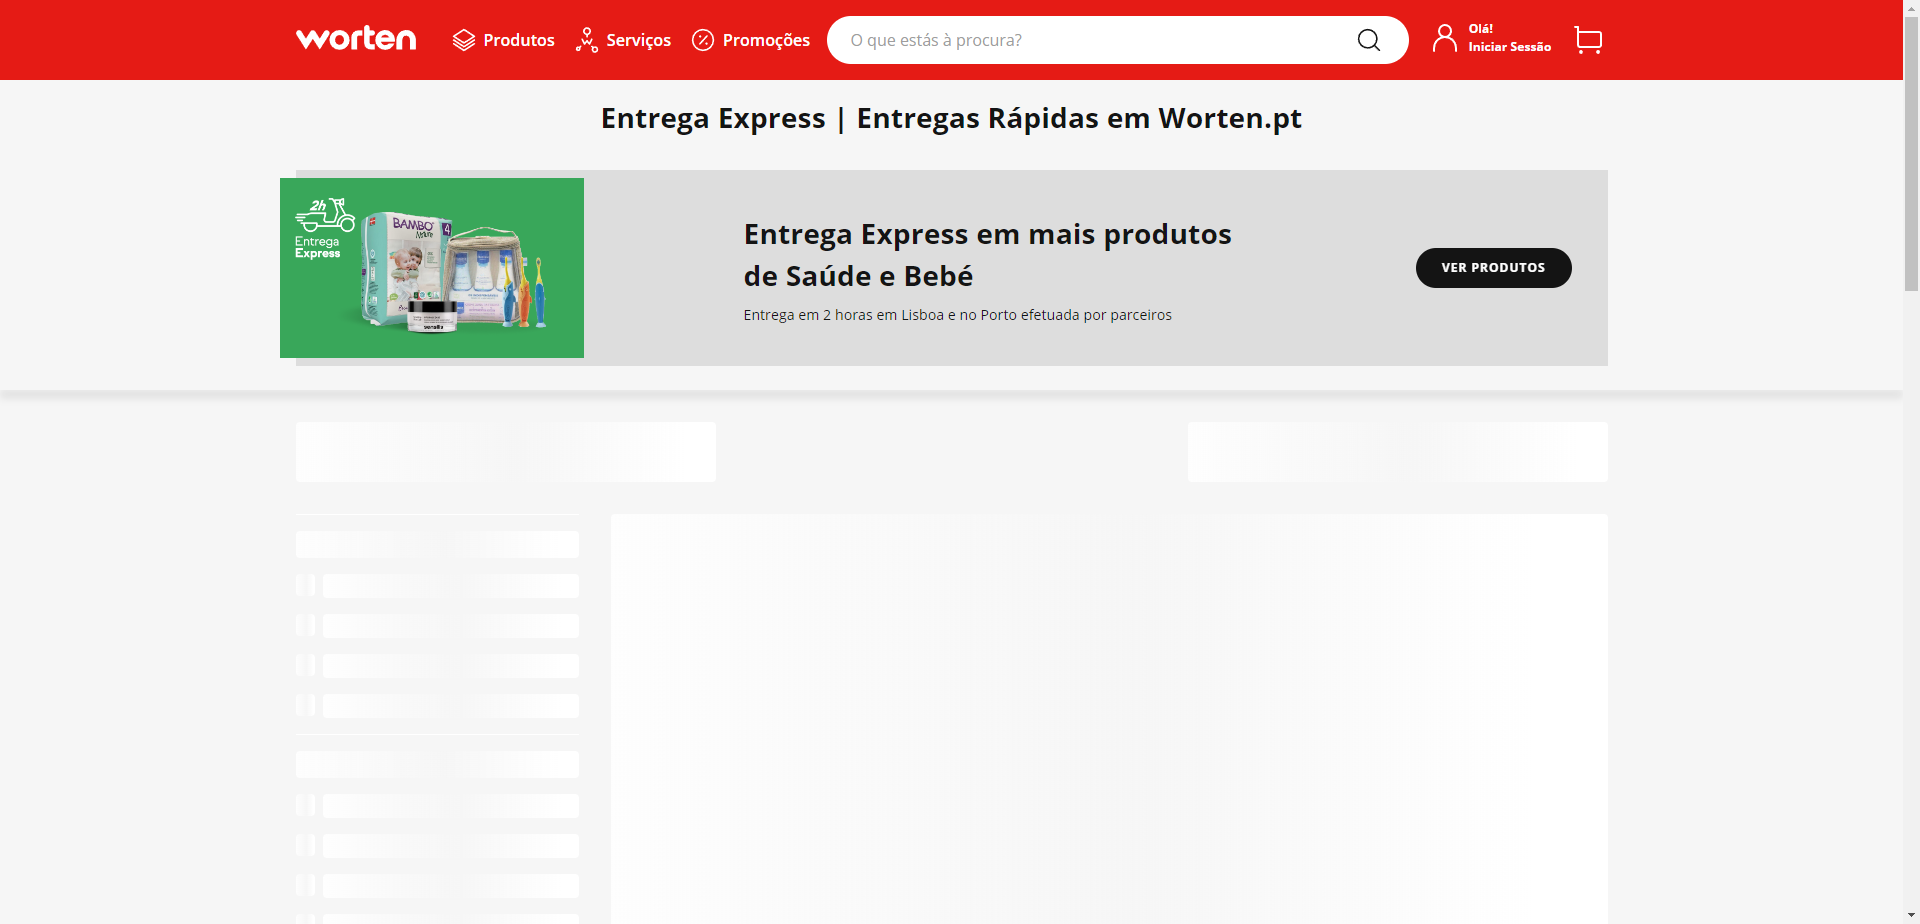 worten
Produtos
Serviços
Promoções
O que estás à procura?
Olá!
Iniciar Sessão
Entrega Express | Entregas Rápidas em Worten.pt
2h
Entrega
Express
BAMBO
Nature
4
sensilis
Entrega Express em mais produtos
de Saúde e Bebé
Entrega em 2 horas em Lisboa e no Porto efetuada por parceiros
VER PRODUTOS